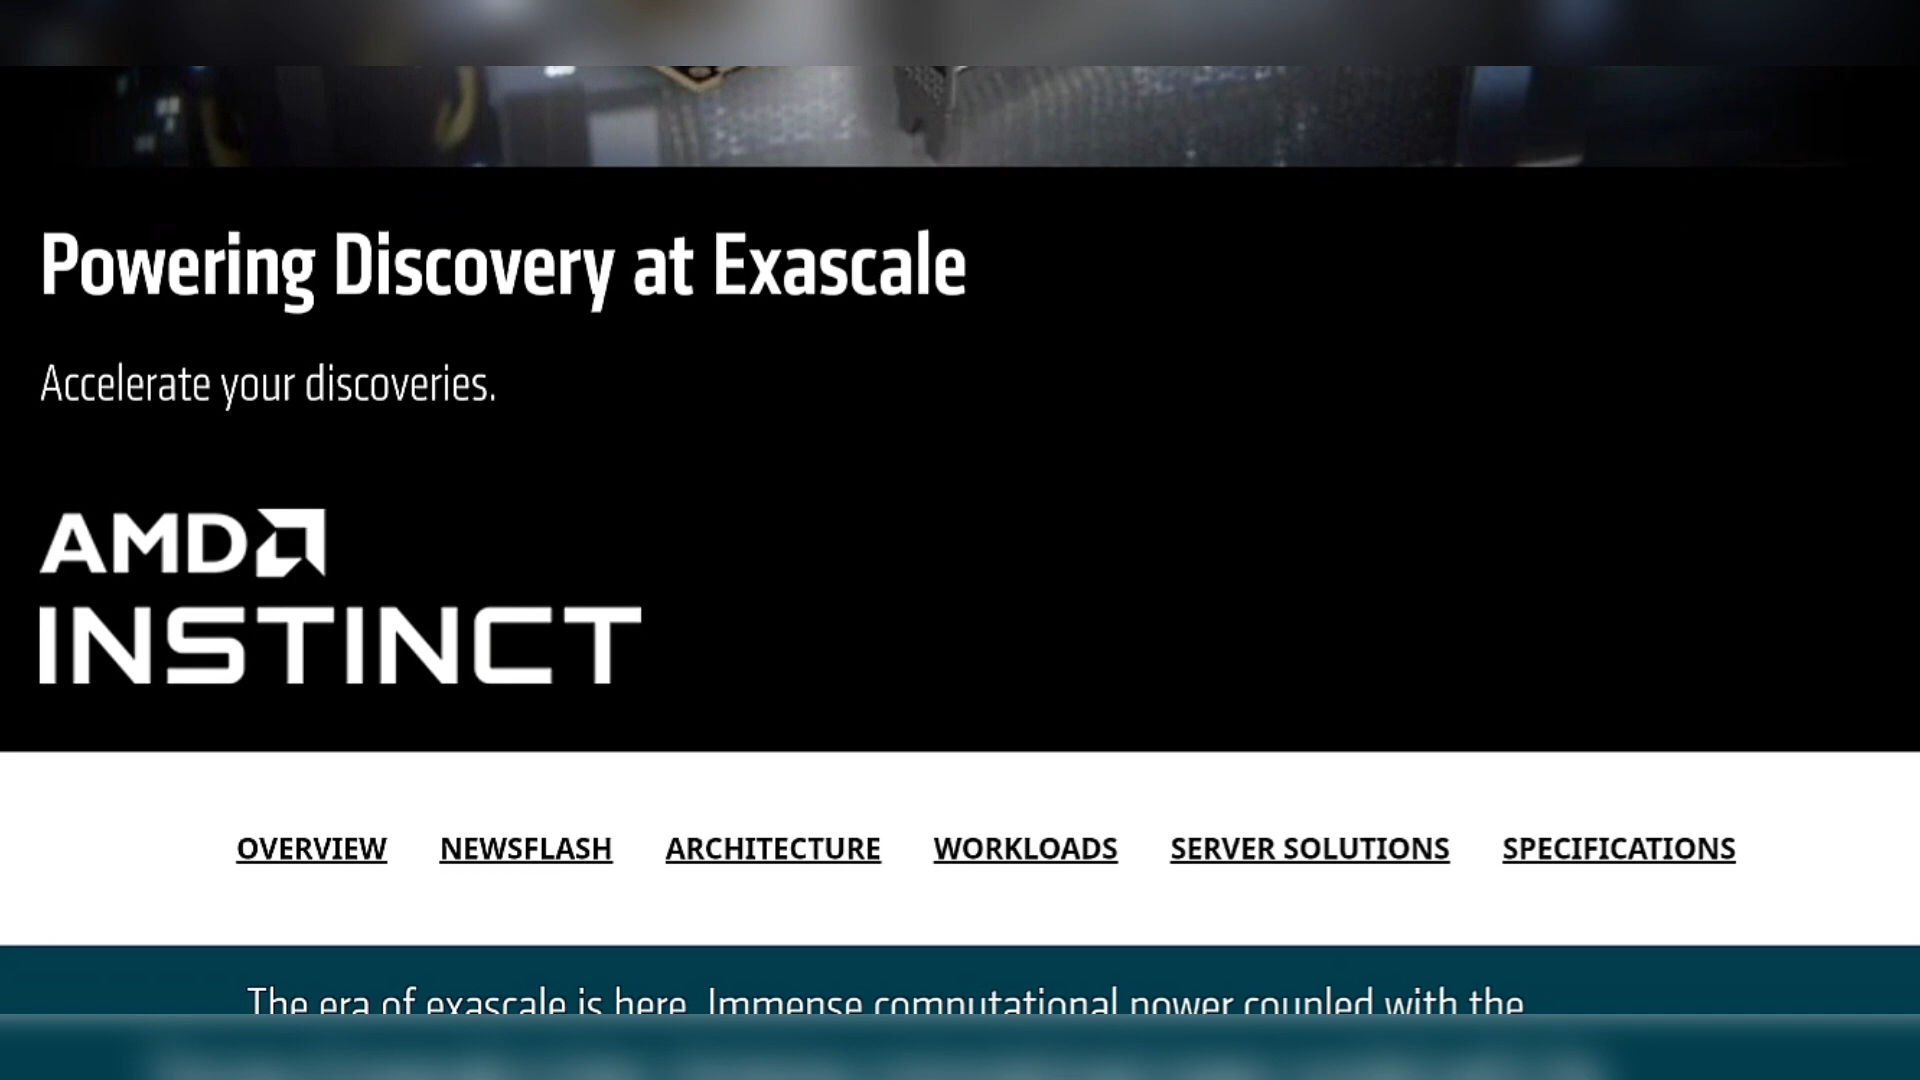 Powering Discovery at Exascale
Accelerate your discoveries.
AMD
INSTINCT
OVERVIEW NEWSFLASH ARCHITECTURE WORKLOADS SERVER SOLUTIONS SPECIFICATIONS
The era of exascale is here. Immense computational power coupled with the